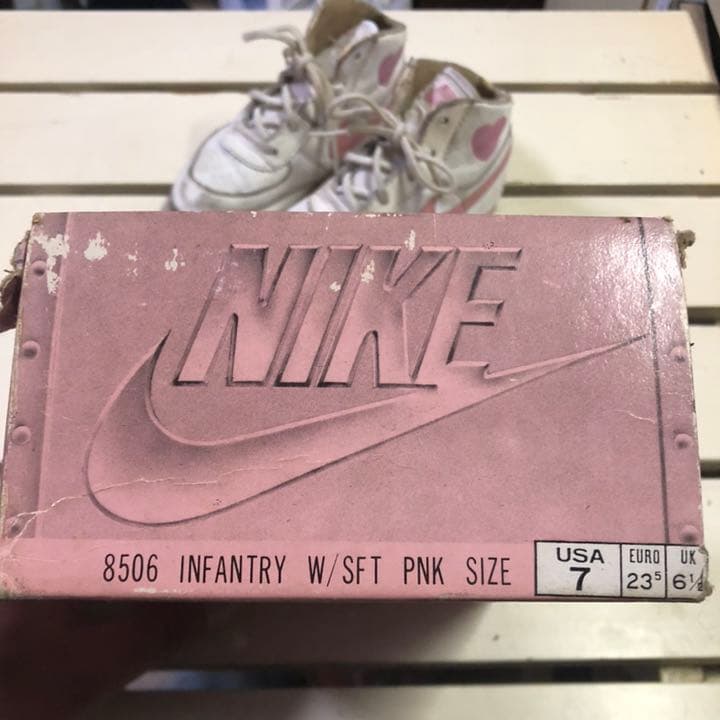 NIKE
8506 INFANTRY W/SFT PNK SIZE
USA EURO UK
7 23⁵ 6½